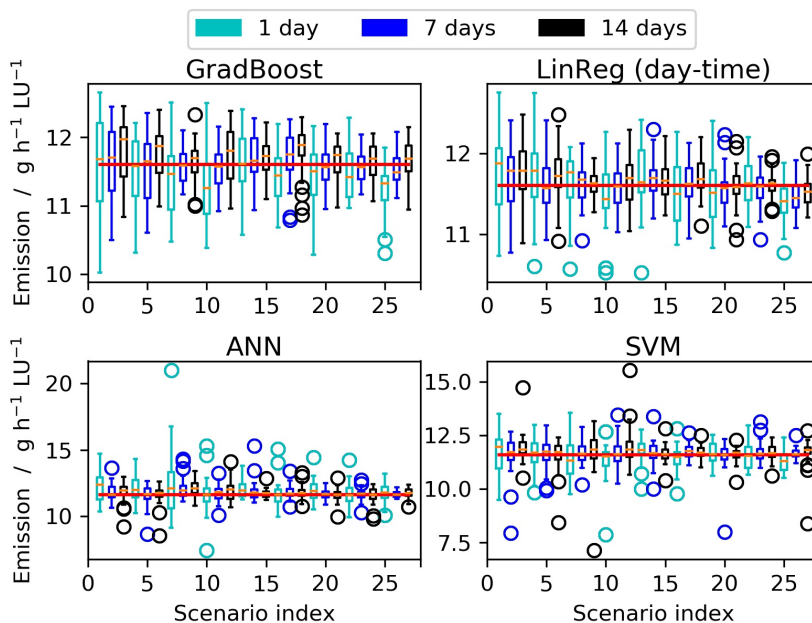 1 day 7 days 14 days
GradBoost LinReg (day-time)
Emission / g h⁻¹ LU⁻¹
12
11
10
0 5 10 15 20 25
12
11
0 5 10 15 20 25
ANN SVM
Emission / g h⁻¹ LU⁻¹
20
15
10
0 5 10 15 20 25
Scenario index
15.0
12.5
10.0
7.5
0 5 10 15 20 25
Scenario index